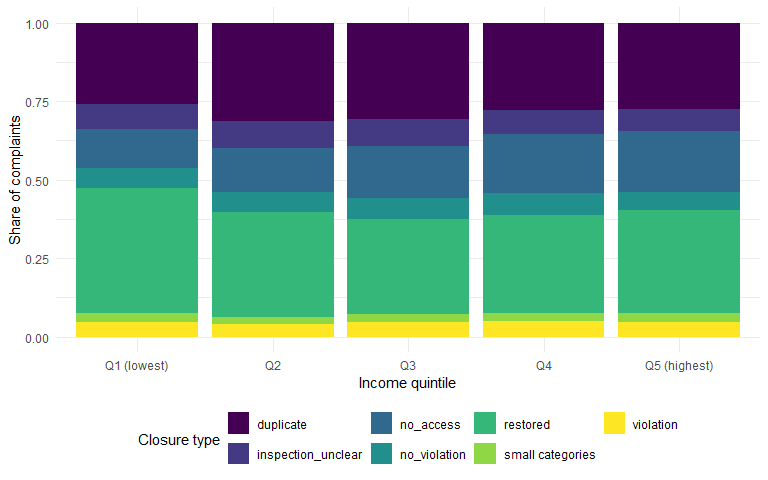 1.00
0.75
0.50
0.25
0.00
Share of complaints
Q1 (lowest) Q2 Q3 Q4 Q5 (highest)
Income quintile
Closure type
duplicate no_access restored violation
inspection_unclear no_violation small categories